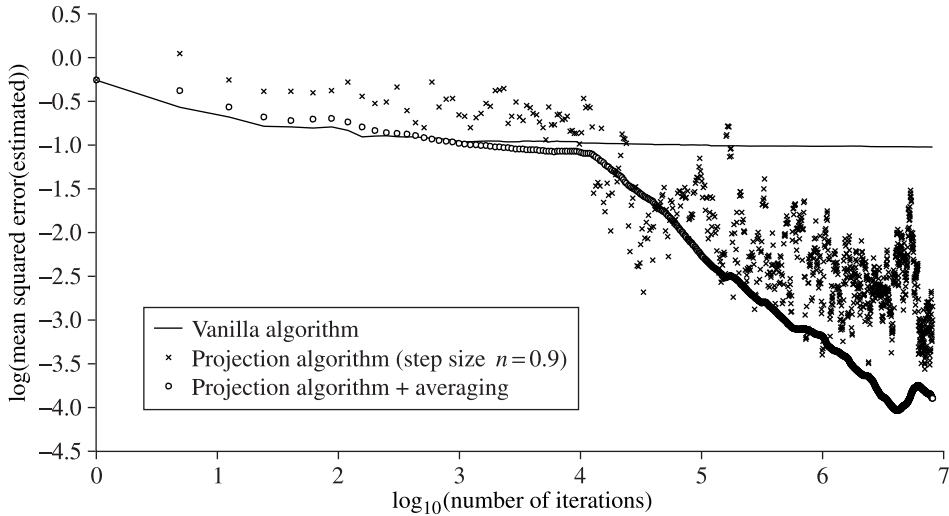 0.5
0.0
−0.5
−1.0
−1.5
−2.0
−2.5
−3.0
−3.5
−4.0
−4.5
log(mean squared error(estimated))
Vanilla algorithm
Projection algorithm (step size n=0.9)
Projection algorithm + averaging
0 1 2 3 4 5 6 7
log10(number of iterations)